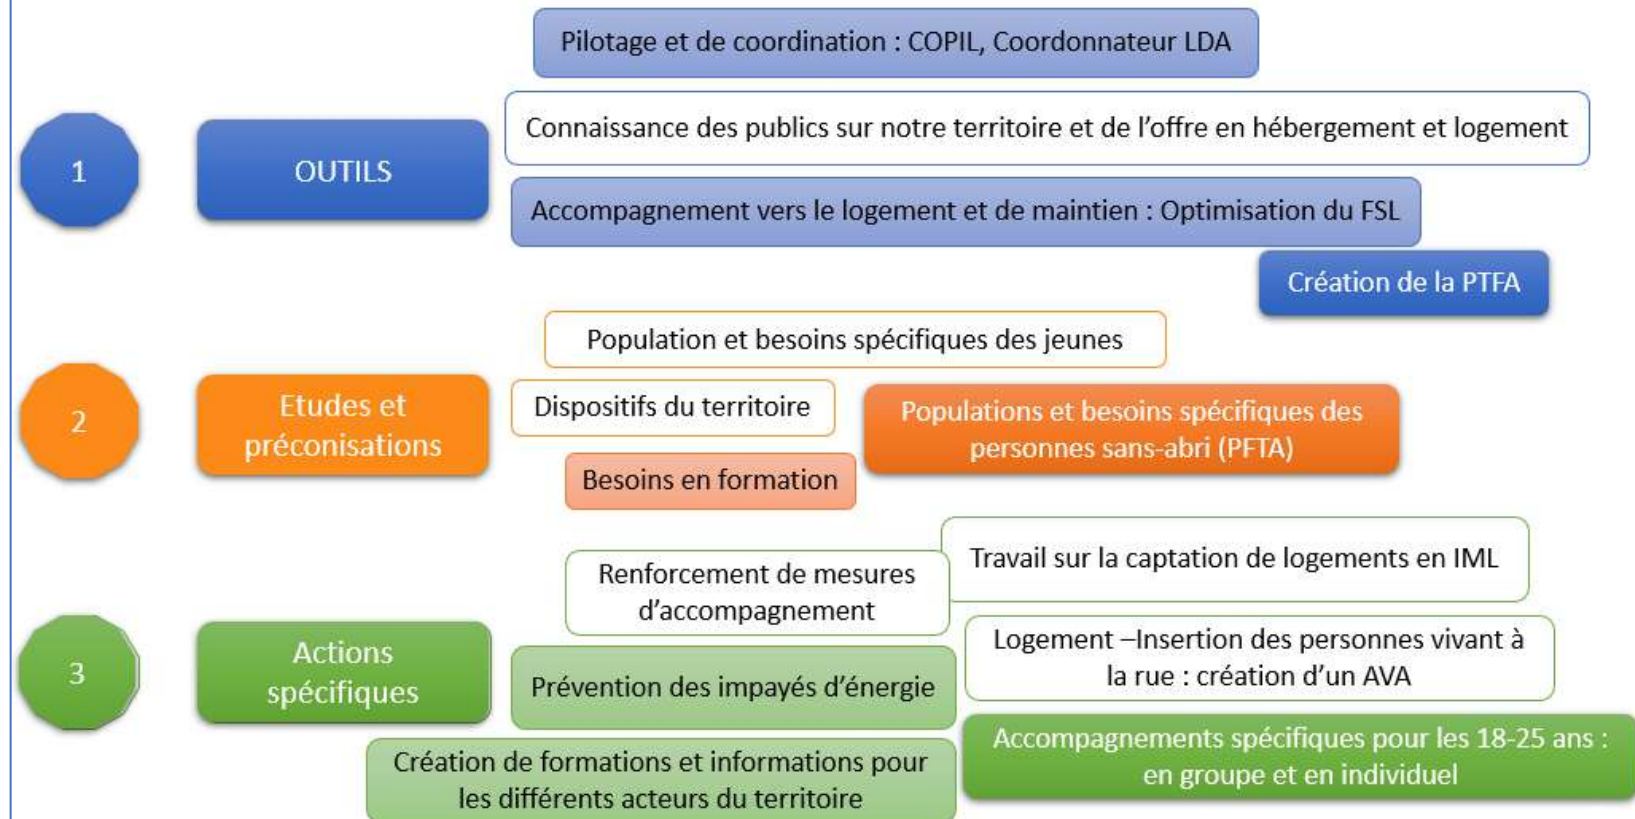 Pilotage et de coordination : COPIL, Coordonnateur LDA
1
OUTILS
Connaissance des publics sur notre territoire et de l’offre en hébergement et logement
Accompagnement vers le logement et de maintien : Optimisation du FSL
Création de la PTFA
2
Etudes et
préconisations
Population et besoins spécifiques des jeunes
Dispositifs du territoire
Populations et besoins spécifiques des
personnes sans-abri (PFTA)
Besoins en formation
3
Actions
spécifiques
Renforcement de mesures
d’accompagnement
Travail sur la captation de logements en IML
Prévention des impayés d’énergie
Logement –Insertion des personnes vivant à
la rue : création d’un AVA
Création de formations et informations pour
les différents acteurs du territoire
Accompagnements spécifiques pour les 18-25 ans :
en groupe et en individuel